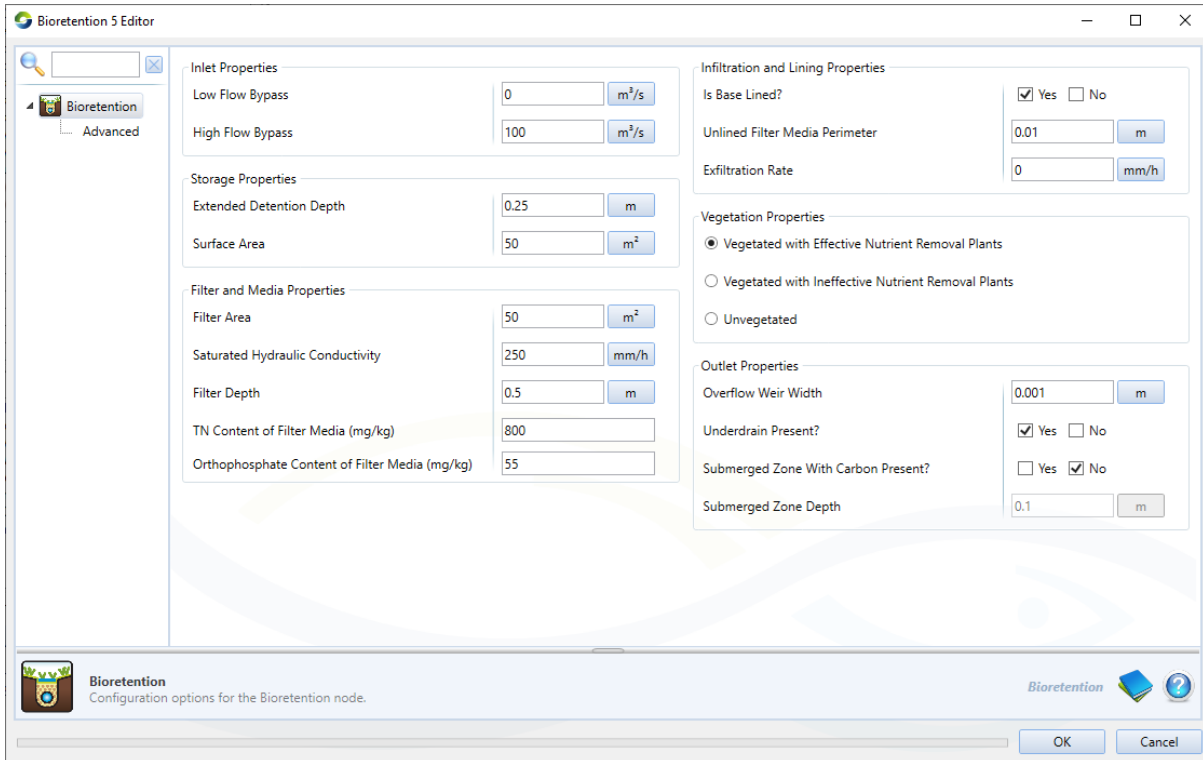 Bioretention 5 Editor
Bioretention
Advanced
Inlet Properties
Low Flow Bypass 0 m³/s
High Flow Bypass 100 m³/s
Storage Properties
Extended Detention Depth 0.25 m
Surface Area 50 m²
Filter and Media Properties
Filter Area 50 m²
Saturated Hydraulic Conductivity 250 mm/h
Filter Depth 0.5 m
TN Content of Filter Media (mg/kg) 800
Orthophosphate Content of Filter Media (mg/kg) 55
Infiltration and Lining Properties
Is Base Lined? Yes No
Unlined Filter Media Perimeter 0.01 m
Exfiltration Rate 0 mm/h
Vegetation Properties
Vegetated with Effective Nutrient Removal Plants
Vegetated with Ineffective Nutrient Removal Plants
Unvegetated
Outlet Properties
Overflow Weir Width 0.001 m
Underdrain Present? Yes No
Submerged Zone With Carbon Present? Yes No
Submerged Zone Depth 0.1 m
Bioretention
Configuration options for the Bioretention node.
Bioretention
OK Cancel